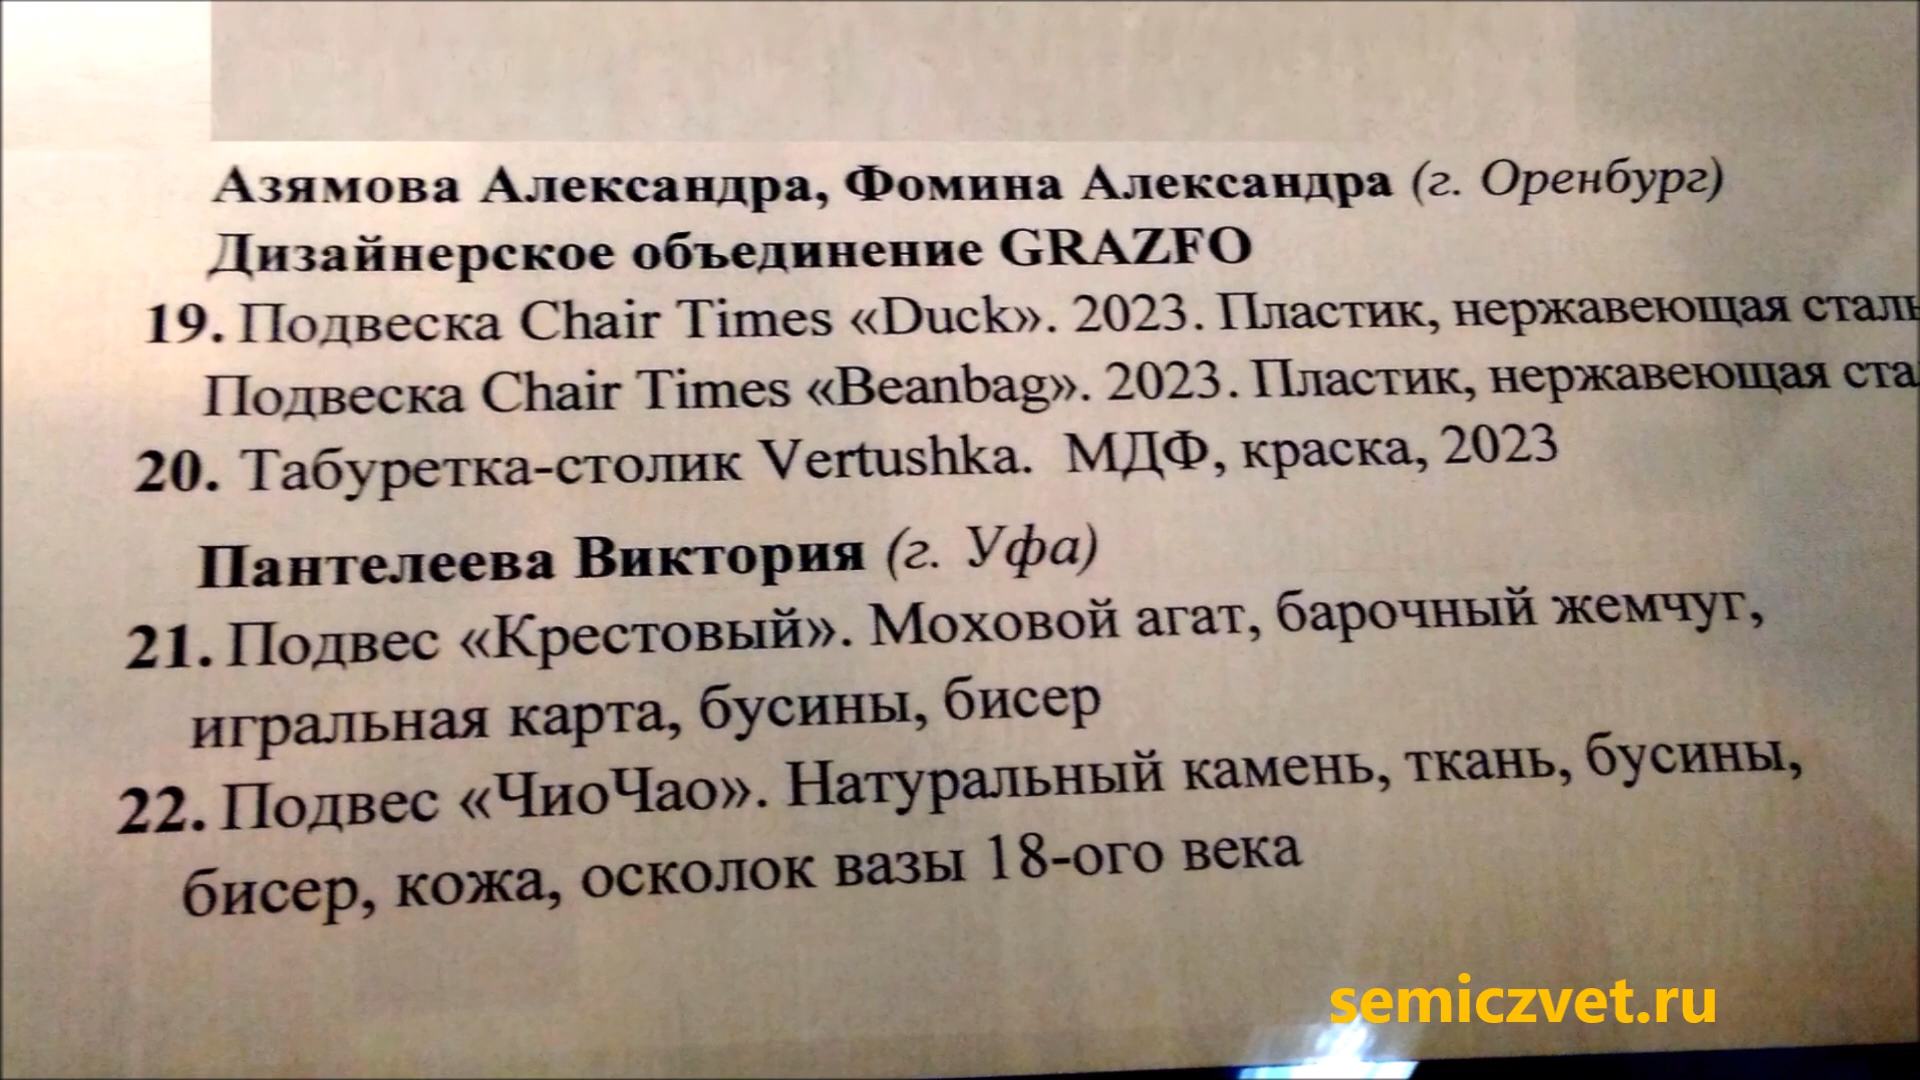 Азямова Александра, Фомина Александра (г. Оренбург)
Дизайнерское объединение GRAZFO
19. Подвеска Chair Times «Duck». 2023. Пластик, нержавеющая сталь
Подвеска Chair Times «Beanbag». 2023. Пластик, нержавеющая ста
20. Табуретка-столик Vertushka. МДФ, краска, 2023
Пантелеева Виктория (г. Уфа)
21. Подвес «Крестовый». Моховой агат, барочный жемчуг,
игральная карта, бусины, бисер
22. Подвес «ЧиоЧао». Натуральный камень, ткань, бусины,
бисер, кожа, осколок вазы 18-ого века
semiczvet.ru